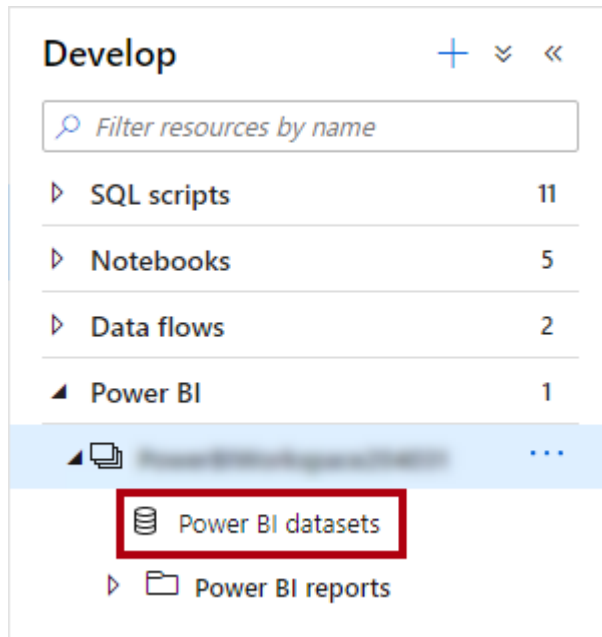 Develop
Filter resources by name
SQL scripts 11
Notebooks 5
Data flows 2
Power BI 1
Power BI datasets
Power BI reports